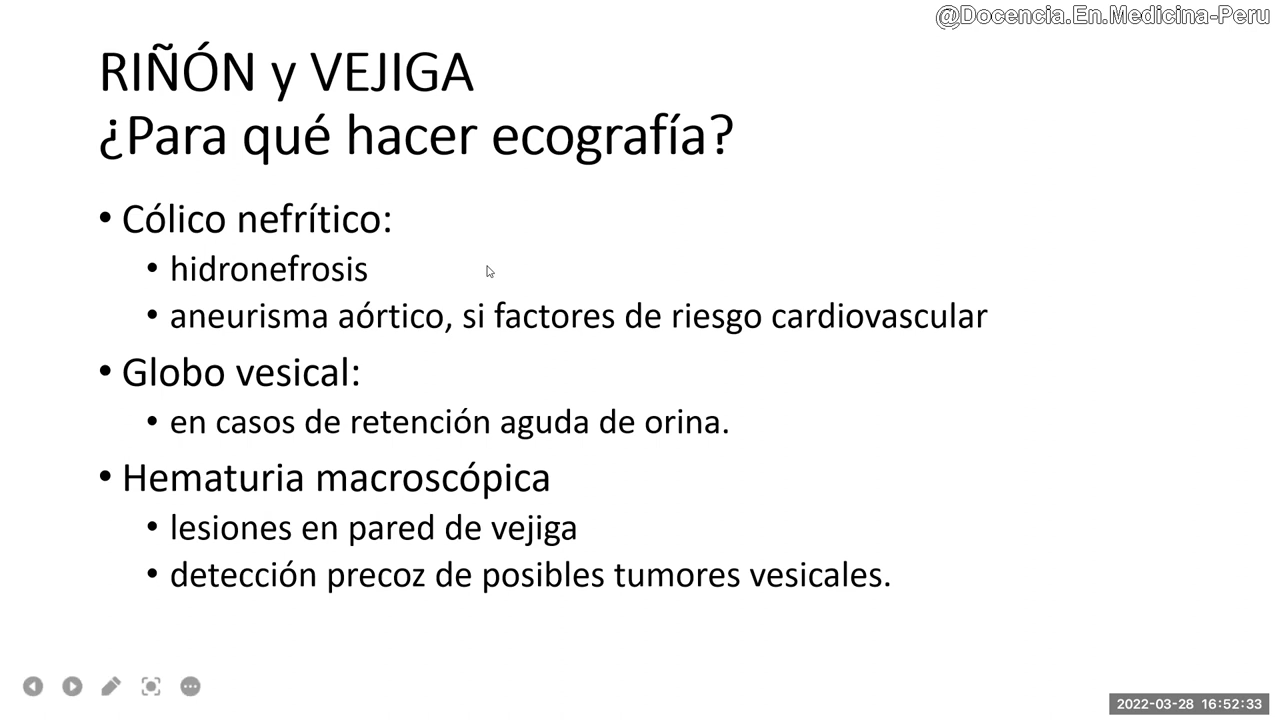 @Docencia.En.Medicina-Peru
RIÑÓN y VEJIGA
¿Para qué hacer ecografía?
• Cólico nefrítico:
• hidronefrosis
• aneurisma aórtico, si factores de riesgo cardiovascular
• Globo vesical:
• en casos de retención aguda de orina.
• Hematuria macroscópica
• lesiones en pared de vejiga
• detección precoz de posibles tumores vesicales.
2022-03-28 16:52:33